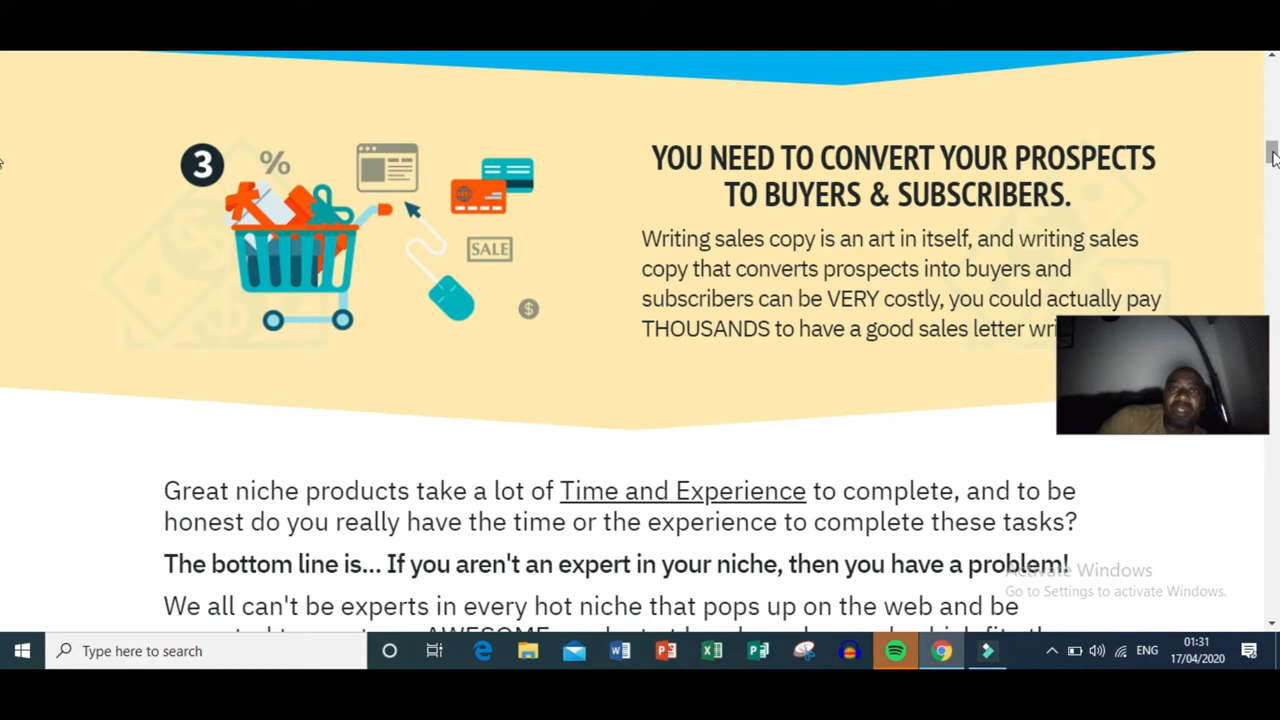 3
%
SALE
$
YOU NEED TO CONVERT YOUR PROSPECTS
TO BUYERS & SUBSCRIBERS.
Writing sales copy is an art in itself, and writing sales
copy that converts prospects into buyers and
subscribers can be VERY costly, you could actually pay
THOUSANDS to have a good sales letter
Great niche products take a lot of Time and Experience to complete, and to be
honest do you really have the time or the experience to complete these tasks?
The bottom line is... If you aren't an expert in your niche, then you have a problem!
Activate Windows
Go to Settings to activate Windows.
We all can't be experts in every hot niche that pops up on the web and be
AWESOME
Type here to search
ENG
01:31
17/04/2020